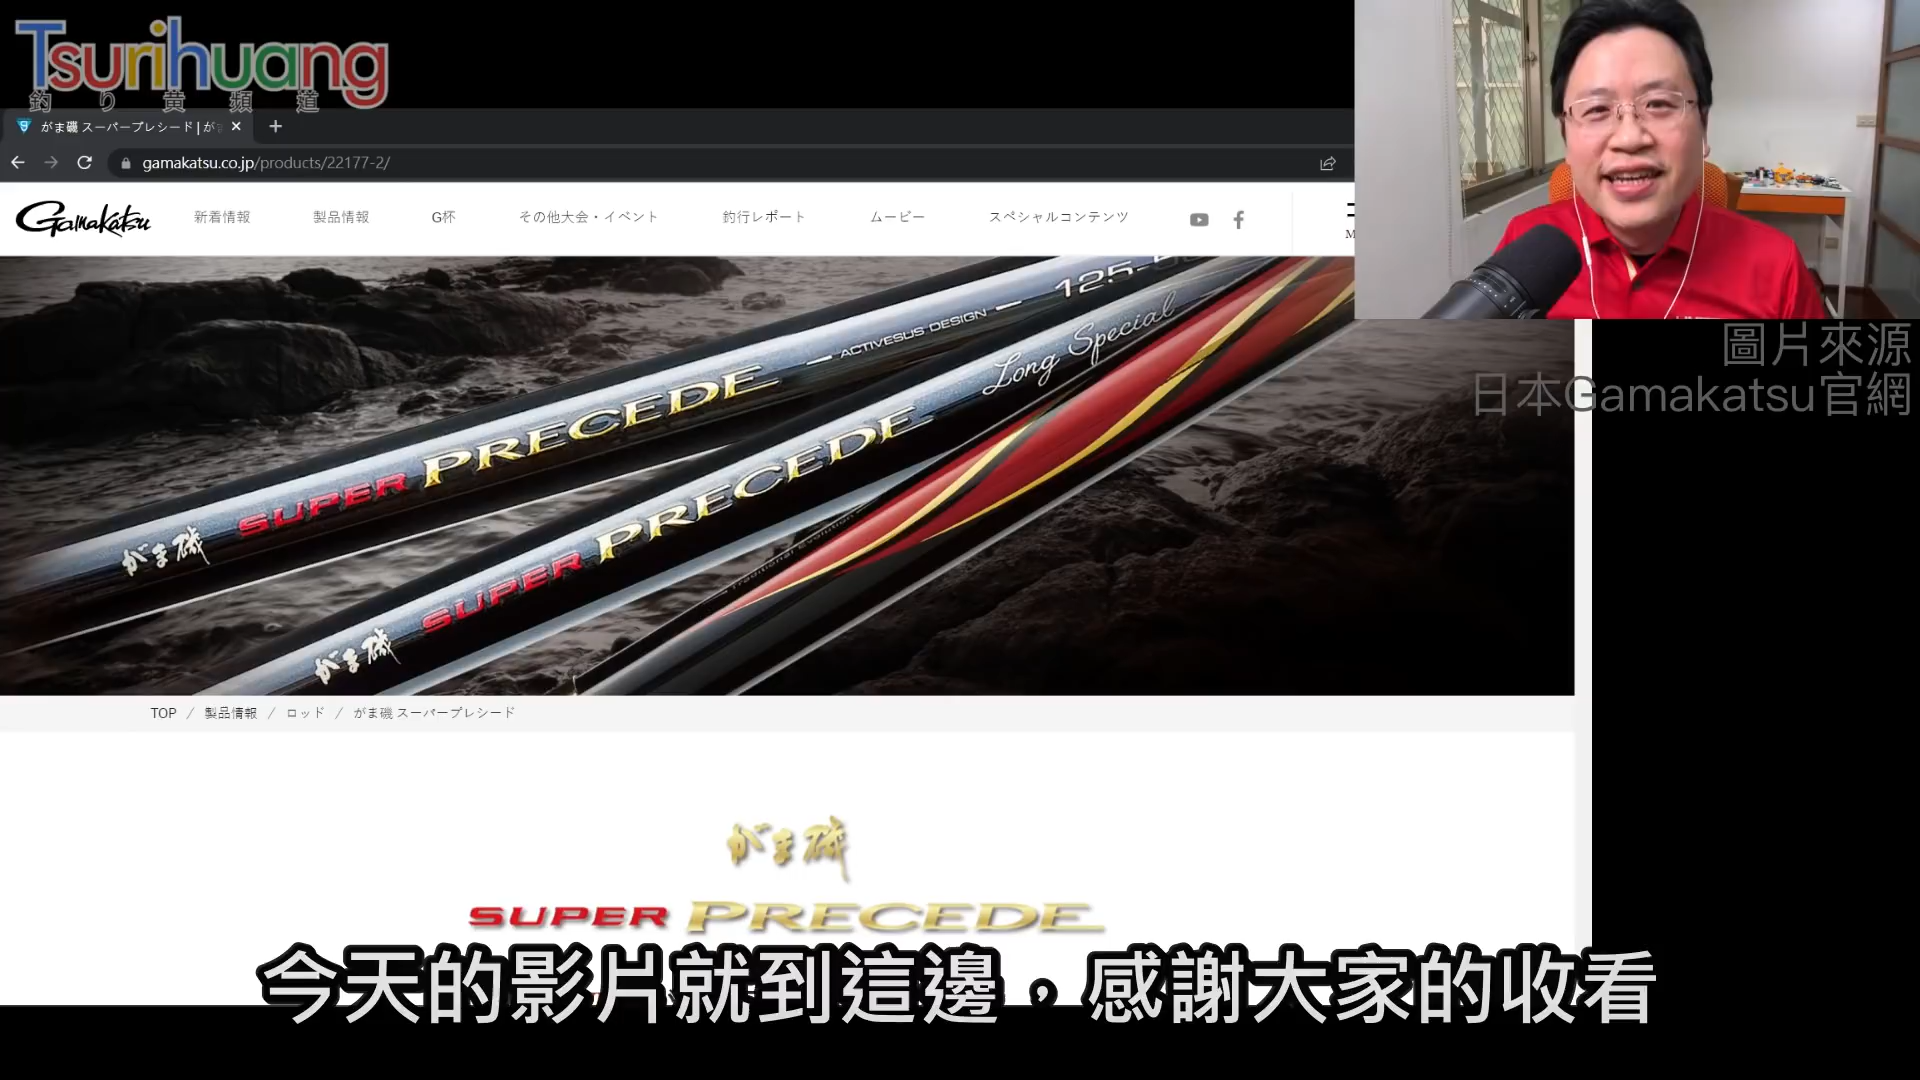 Tsurihuang
釣り黄頻道
がま磯 スーパープレシード | が
gamakatsu.co.jp/products/22177-2/
Gamakatsu
新着情報
製品情報
G杯
その他大会・イベント
釣行レポート
ムービー
スペシャルコンテンツ
M
圖片來源
日本Gamakatsu官網
がま磯 SUPER PRECEDE ACTIVESUS DESIGN 125-
がま磯 SUPER PRECEDE Long Special
Traditional Evolution
TOP / 製品情報 / ロッド / がま磯 スーパープレシード
がま磯
SUPER PRECEDE
今天的影片就到這邊，感謝大家的收看